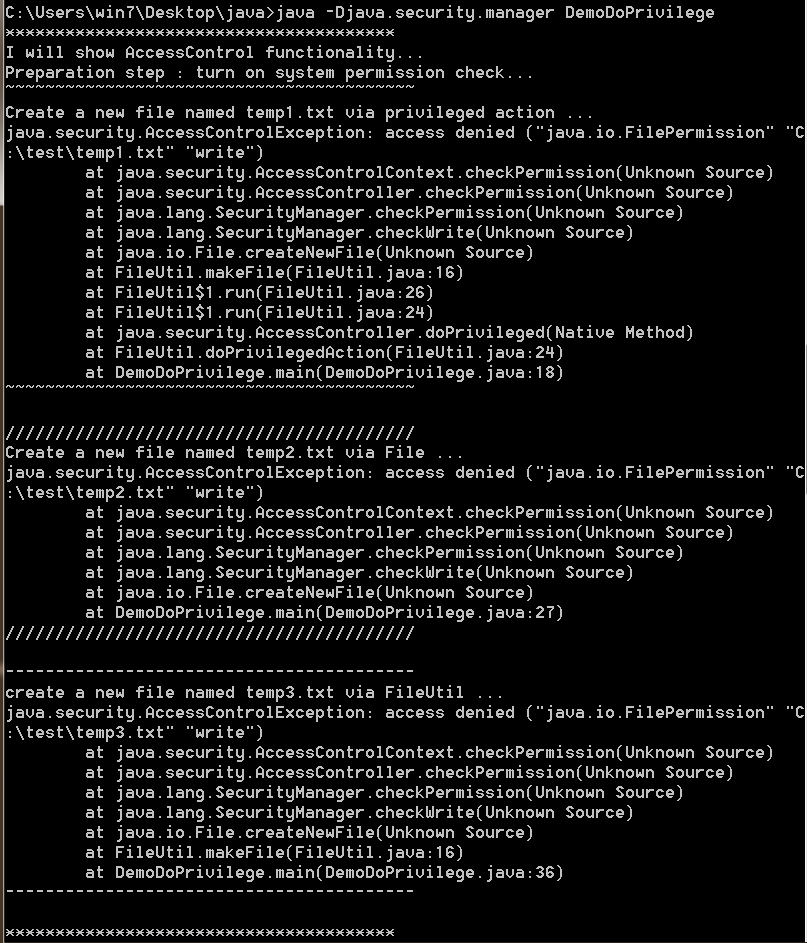 C:\Users\win7\Desktop\java>java -Djava.security.manager DemoDoPrivilege
***************************************
I will show AccessControl functionality...
Preparation step : turn on system permission check...
~~~~~~~~~~~~~~~~~~~~~~~~~~~~~~~~~~~~~~~~~
Create a new file named temp1.txt via privileged action ...
java.security.AccessControlException: access denied ("java.io.FilePermission" "C
:\test\temp1.txt" "write")
        at java.security.AccessControlContext.checkPermission(Unknown Source)
        at java.security.AccessController.checkPermission(Unknown Source)
        at java.lang.SecurityManager.checkPermission(Unknown Source)
        at java.lang.SecurityManager.checkWrite(Unknown Source)
        at java.io.File.createNewFile(Unknown Source)
        at FileUtil.makeFile(FileUtil.java:16)
        at FileUtil$1.run(FileUtil.java:26)
        at FileUtil$1.run(FileUtil.java:24)
        at java.security.AccessController.doPrivileged(Native Method)
        at FileUtil.doPrivilegedAction(FileUtil.java:24)
        at DemoDoPrivilege.main(DemoDoPrivilege.java:18)
~~~~~~~~~~~~~~~~~~~~~~~~~~~~~~~~~~~~~~~~~
/////////////////////////////////////////
Create a new file named temp2.txt via File ...
java.security.AccessControlException: access denied ("java.io.FilePermission" "C
:\test\temp2.txt" "write")
        at java.security.AccessControlContext.checkPermission(Unknown Source)
        at java.security.AccessController.checkPermission(Unknown Source)
        at java.lang.SecurityManager.checkPermission(Unknown Source)
        at java.lang.SecurityManager.checkWrite(Unknown Source)
        at java.io.File.createNewFile(Unknown Source)
        at DemoDoPrivilege.main(DemoDoPrivilege.java:27)
/////////////////////////////////////////
-----------------------------------------
create a new file named temp3.txt via FileUtil ...
java.security.AccessControlException: access denied ("java.io.FilePermission" "C
:\test\temp3.txt" "write")
        at java.security.AccessControlContext.checkPermission(Unknown Source)
        at java.security.AccessController.checkPermission(Unknown Source)
        at java.lang.SecurityManager.checkPermission(Unknown Source)
        at java.lang.SecurityManager.checkWrite(Unknown Source)
        at java.io.File.createNewFile(Unknown Source)
        at FileUtil.makeFile(FileUtil.java:16)
        at DemoDoPrivilege.main(DemoDoPrivilege.java:36)
-----------------------------------------
***************************************